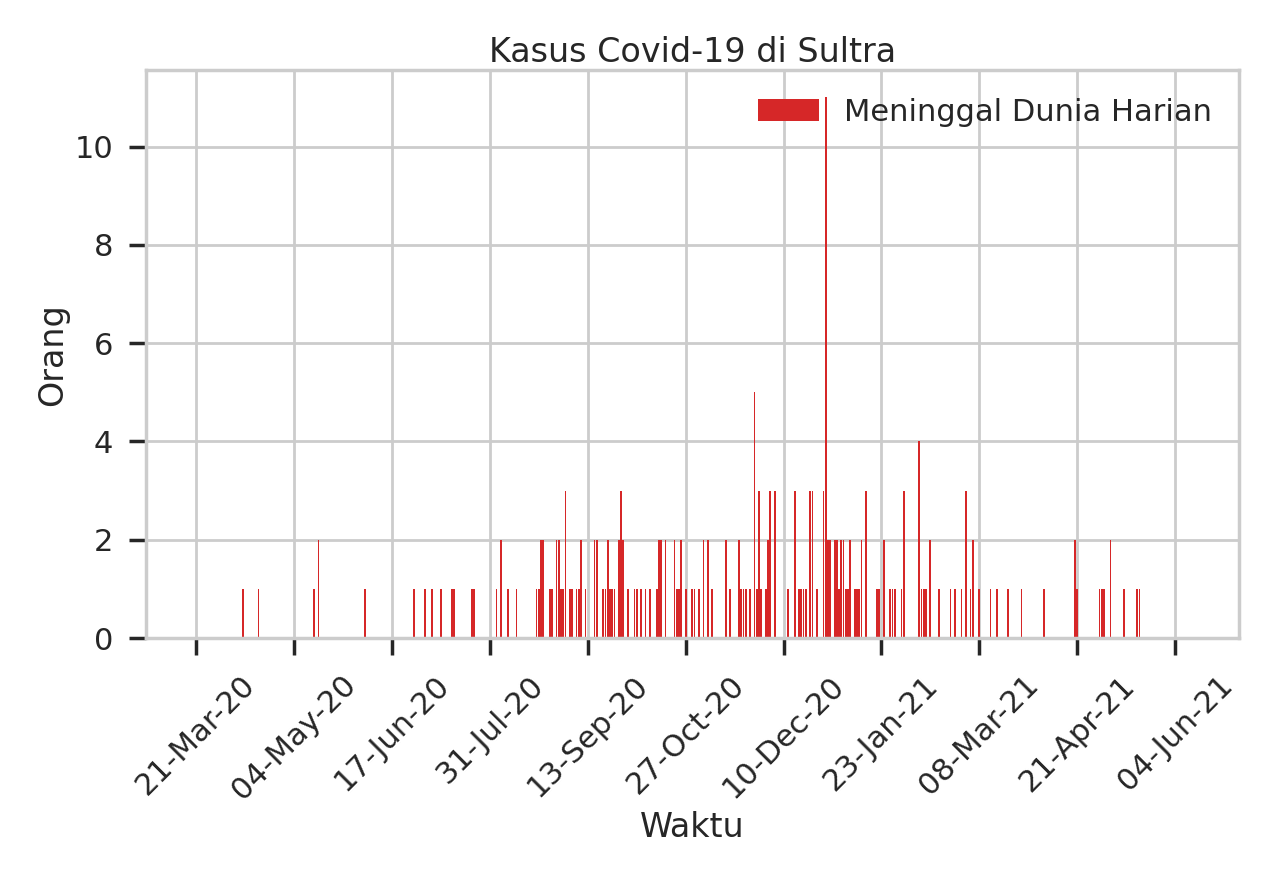 Kasus Covid-19 di Sultra
Meninggal Dunia Harian
Orang
10
8
6
4
2
0
21-Mar-20
04-May-20
17-Jun-20
31-Jul-20
13-Sep-20
27-Oct-20
10-Dec-20
23-Jan-21
08-Mar-21
21-Apr-21
04-Jun-21
Waktu